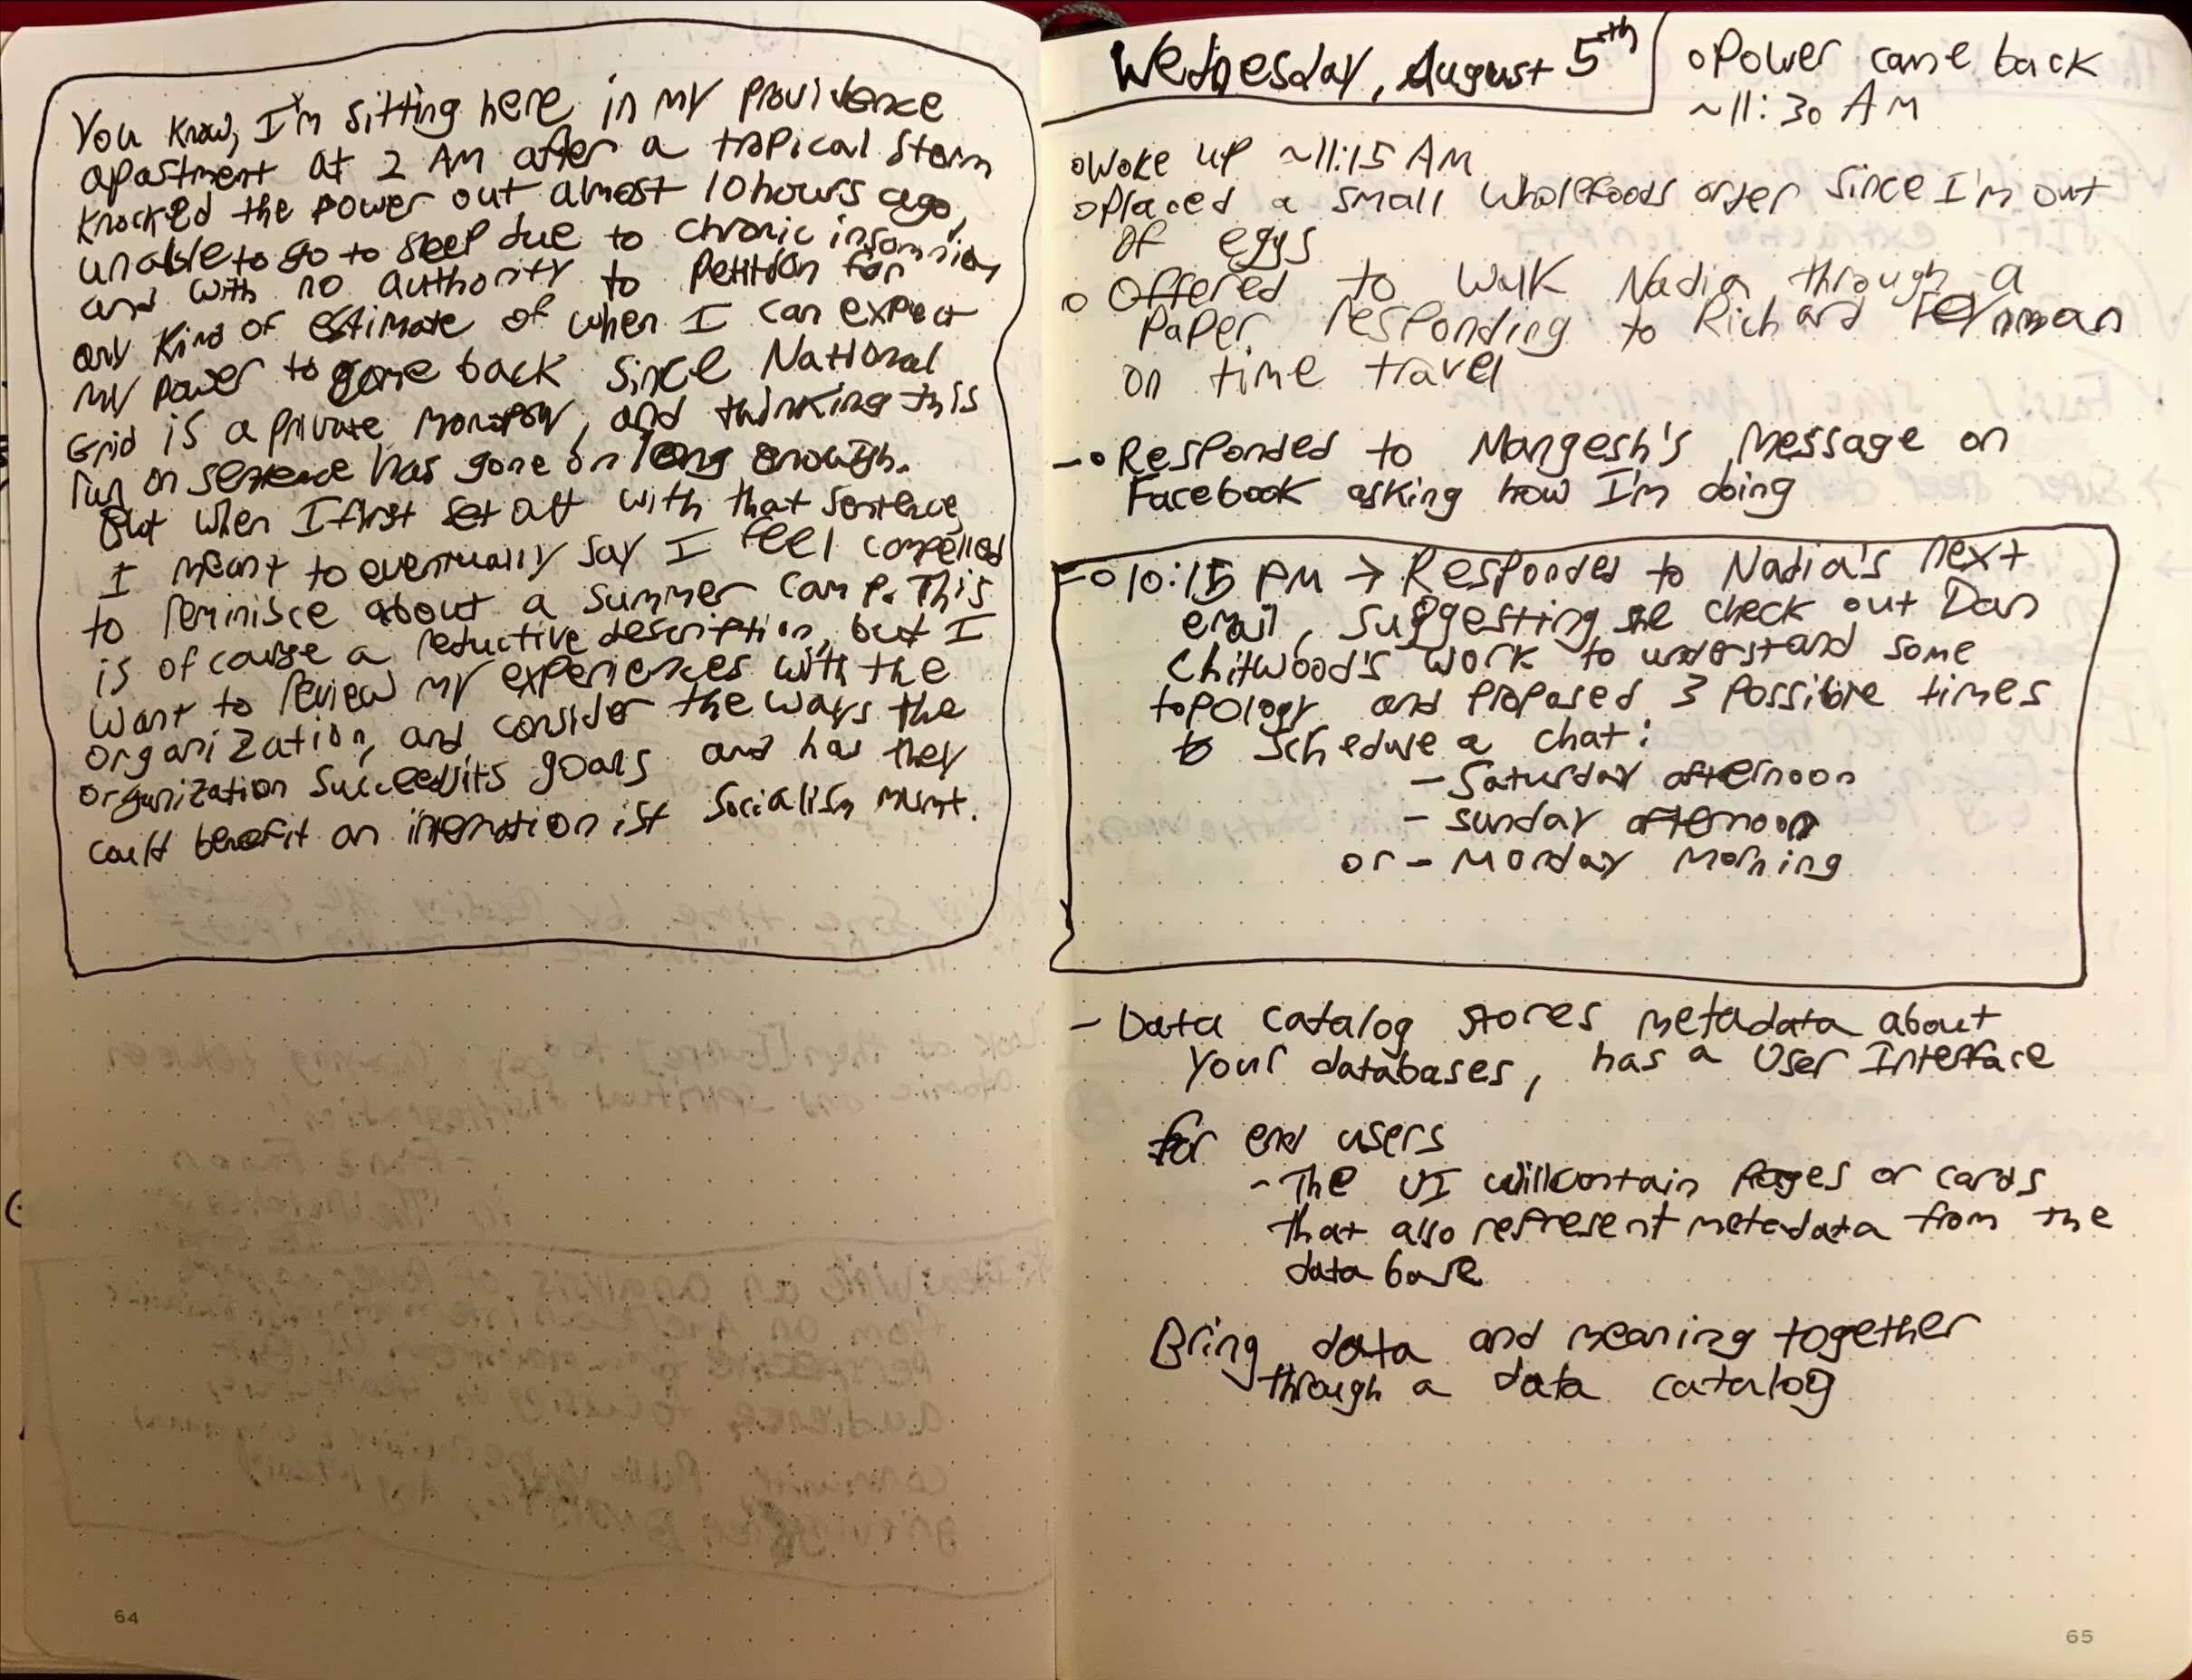 You know, I'm sitting here in my Providence
apartment at 2 AM after a tropical storm
knocked the power out almost 10 hours ago,
unable to go to sleep due to chronic insomnia,
and with no authority to petition for
any kind of estimate of when I can expect
my power to come back since National
Grid is a private monopoly, and thinking this
run on sentence has gone on long enough.
But when I first set out with that sentence,
I meant to eventually say I feel compelled
to reminisce about a summer camp. This
is of course a reductive description, but I
want to review my experiences with the
organization, and consider the ways the
organization succeed its goals and has they
could benefit an internationist socialism mvmt.
64
Wednesday, August 5th
o Power came back
~11:30 AM
o Woke up ~11:15 AM
o Placed a small Wholefoods order since I'm out
of eggs
o Offered to walk Nadia through a
paper responding to Richard Feynman
on time travel
- o Responded to Mangesh's message on
Facebook asking how I'm doing
- o 10:15 PM → Responded to Nadia's next
email, suggesting she check out Dan
Chitwood's work to understand some
topology and proposed 3 possible times
to schedule a chat:
- Saturday afternoon
- Sunday afternoon
or - Monday Morning
- Data catalog stores metadata about
your databases, has a User Interface
for end users
- The UI will contain pages or cards
that also represent metadata from the
database
Bring data and meaning together
through a data catalog
65